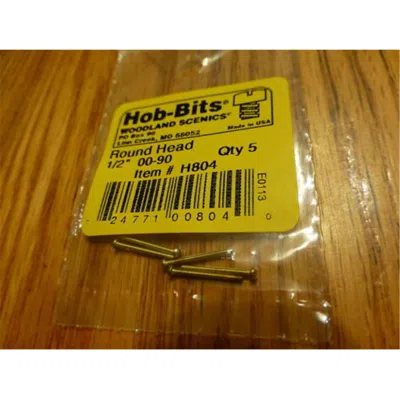 Hob-Bits®
WOODLAND SCENICS®
PO Box 98
Linn Creek, MO 65052
Made in USA
Round Head
1/2" 00-90
Qty 5
Item # H804
E0113
24771 00804 0